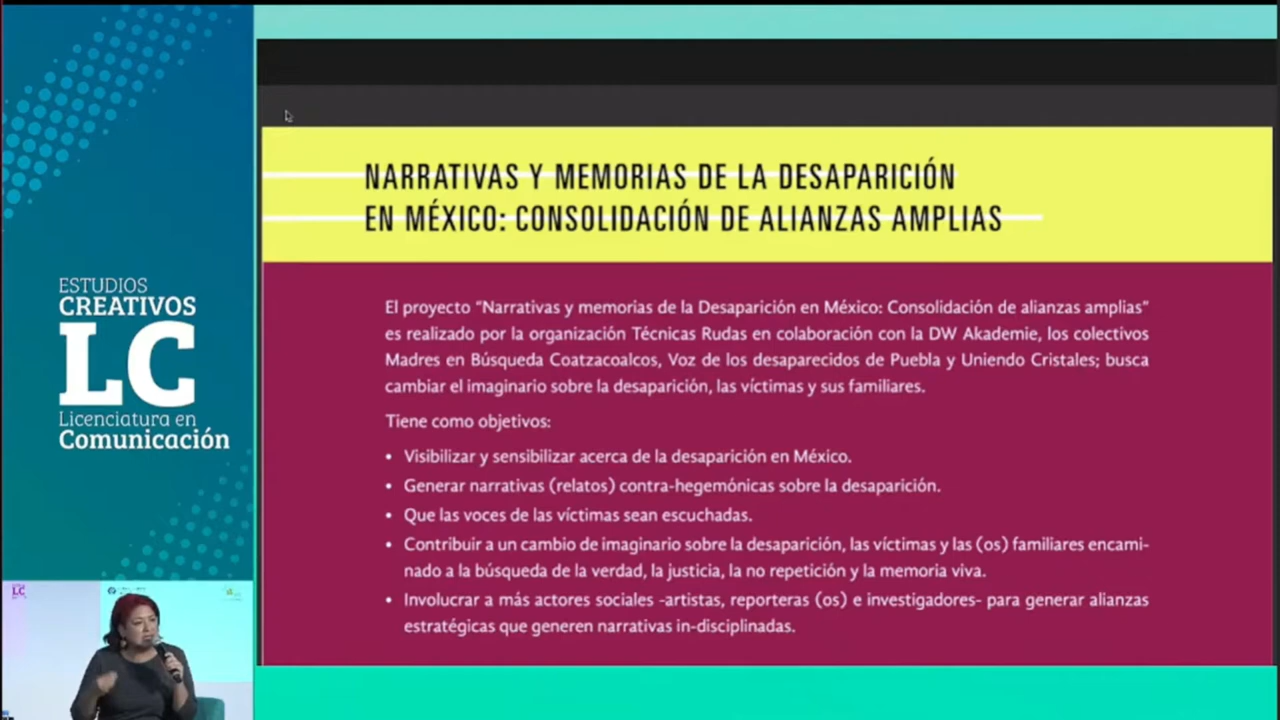 ESTUDIOS
CREATIVOS
LC
Licenciatura en
Comunicación
NARRATIVAS Y MEMORIAS DE LA DESAPARICIÓN
EN MÉXICO: CONSOLIDACIÓN DE ALIANZAS AMPLIAS
El proyecto “Narrativas y memorias de la Desaparición en México: Consolidación de alianzas amplias”
es realizado por la organización Técnicas Rudas en colaboración con la DW Akademie, los colectivos
Madres en Búsqueda Coatzacoalcos, Voz de los desaparecidos de Puebla y Uniendo Cristales; busca
cambiar el imaginario sobre la desaparición, las víctimas y sus familiares.
Tiene como objetivos:
• Visibilizar y sensibilizar acerca de la desaparición en México.
• Generar narrativas (relatos) contra-hegemónicas sobre la desaparición.
• Que las voces de las víctimas sean escuchadas.
• Contribuir a un cambio de imaginario sobre la desaparición, las víctimas y las (os) familiares encami-
nado a la búsqueda de la verdad, la justicia, la no repetición y la memoria viva.
• Involucrar a más actores sociales -artistas, reporteras (os) e investigadores- para generar alianzas
estratégicas que generen narrativas in-disciplinadas.
LC